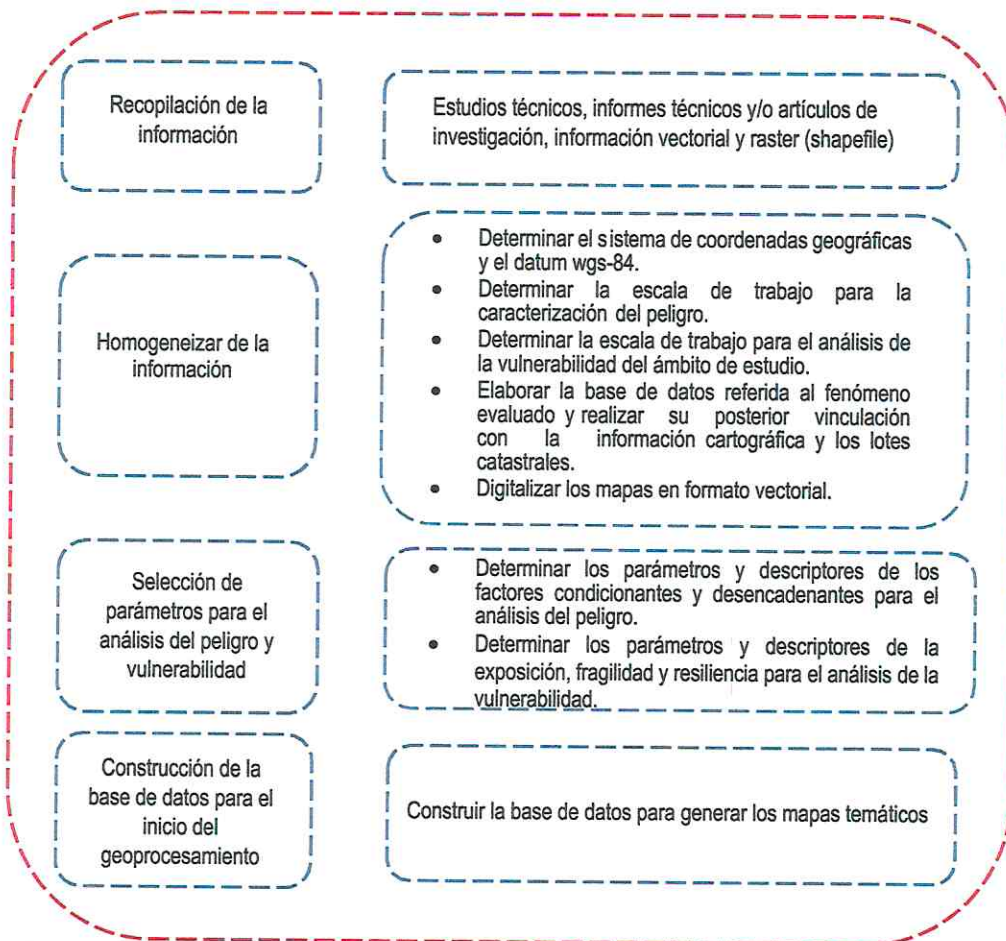 Recopilación de la
información
Estudios técnicos, informes técnicos y/o artículos de
investigación, información vectorial y raster (shapefile)
Homogeneizar de la
información
• Determinar el sistema de coordenadas geográficas
y el datum wgs-84.
• Determinar la escala de trabajo para la
caracterización del peligro.
• Determinar la escala de trabajo para el análisis de
la vulnerabilidad del ámbito de estudio.
• Elaborar la base de datos referida al fenómeno
evaluado y realizar su posterior vinculación
con la información cartográfica y los lotes
catastrales.
• Digitalizar los mapas en formato vectorial.
Selección de
parámetros para el
análisis del peligro y
vulnerabilidad
• Determinar los parámetros y descriptores de los
factores condicionantes y desencadenantes para el
análisis del peligro.
• Determinar los parámetros y descriptores de la
exposición, fragilidad y resiliencia para el análisis de la
vulnerabilidad.
Construcción de la
base de datos para el
inicio del
geoprocesamiento
Construir la base de datos para generar los mapas temáticos